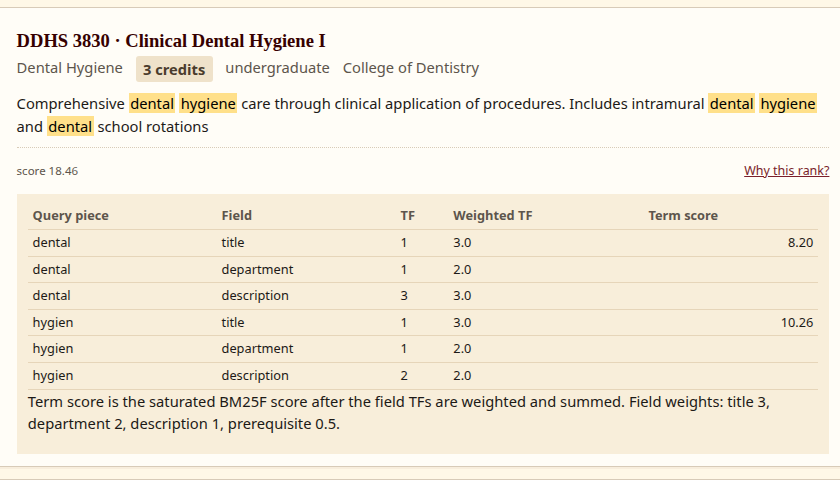 DDHS 3830 · Clinical Dental Hygiene I
Dental Hygiene 3 credits undergraduate College of Dentistry
Comprehensive dental hygiene care through clinical application of procedures. Includes intramural dental hygiene
and dental school rotations
score 18.46 Why this rank?
Query piece Field TF Weighted TF Term score
dental title 1 3.0 8.20
dental department 1 2.0
dental description 3 3.0
hygien title 1 3.0 10.26
hygien department 1 2.0
hygien description 2 2.0
Term score is the saturated BM25F score after the field TFs are weighted and summed. Field weights: title 3,
department 2, description 1, prerequisite 0.5.